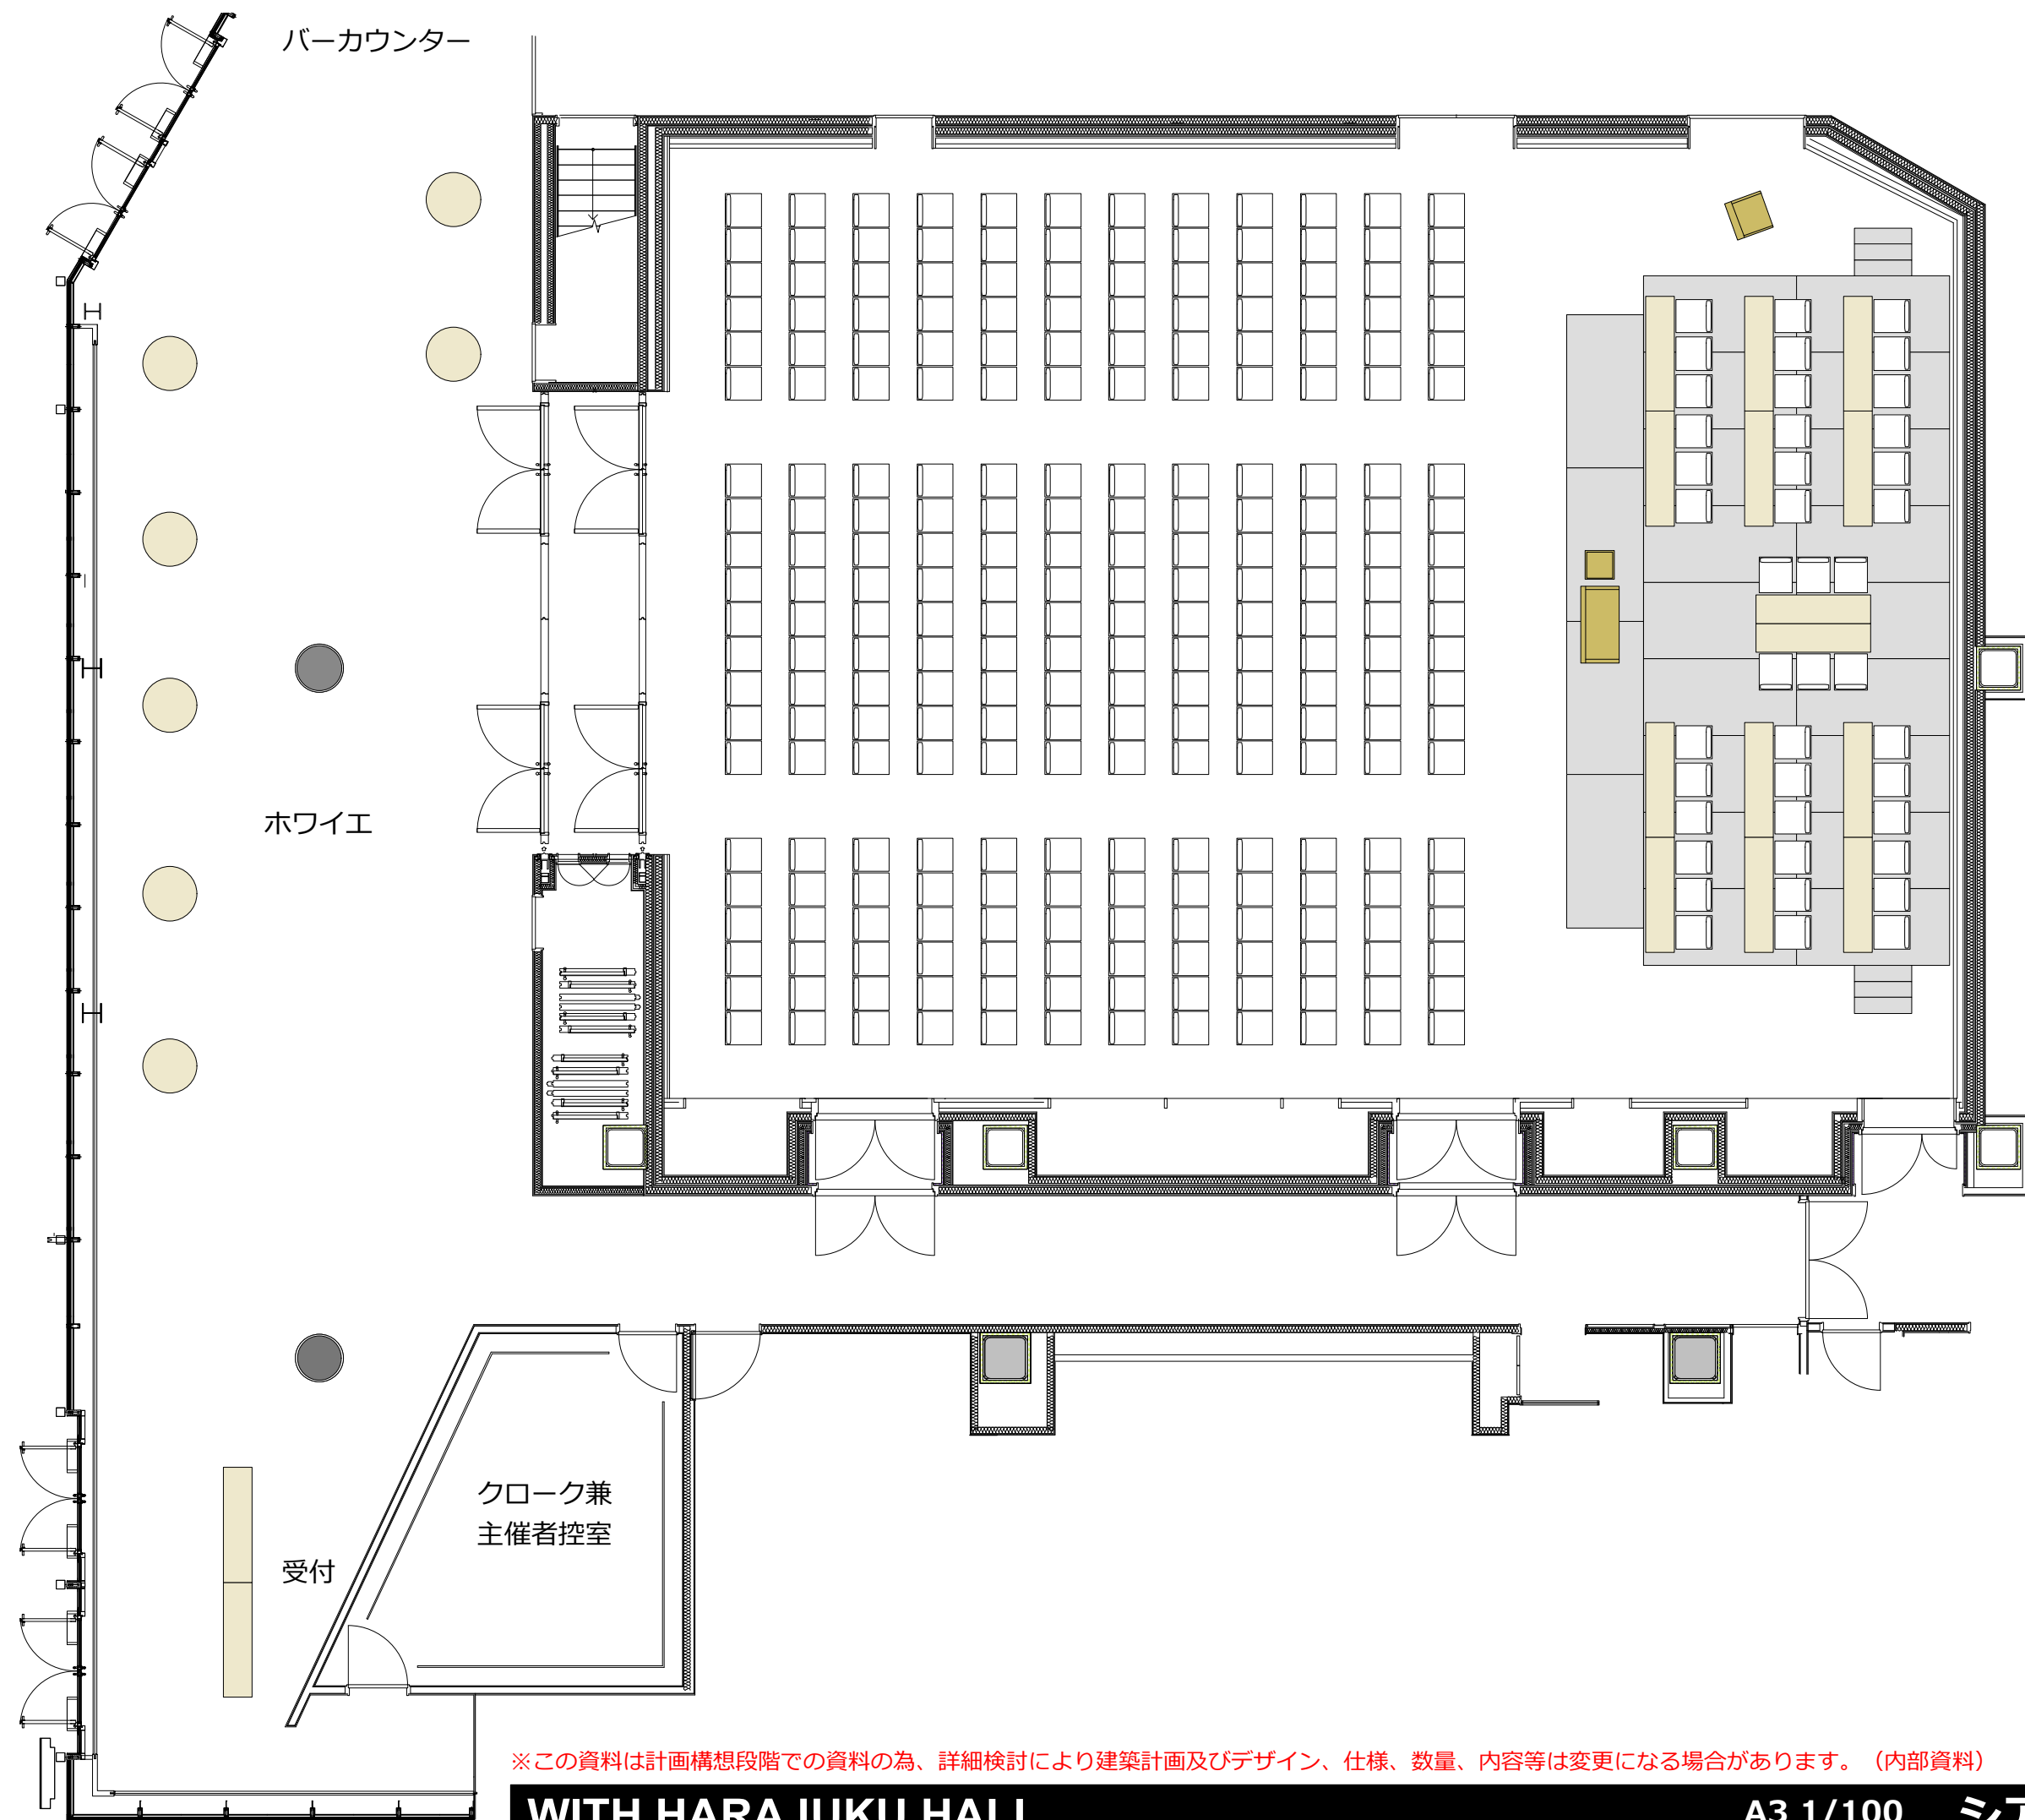 バーカウンター
ホワイエ
クローク兼
主催者控室
受付
※この資料は計画構想段階での資料の為、詳細検討により建築計画及びデザイン、仕様、数量、内容等は変更になる場合があります。（内部資料）
WITH HARAJUKU HALL
A3 1/100